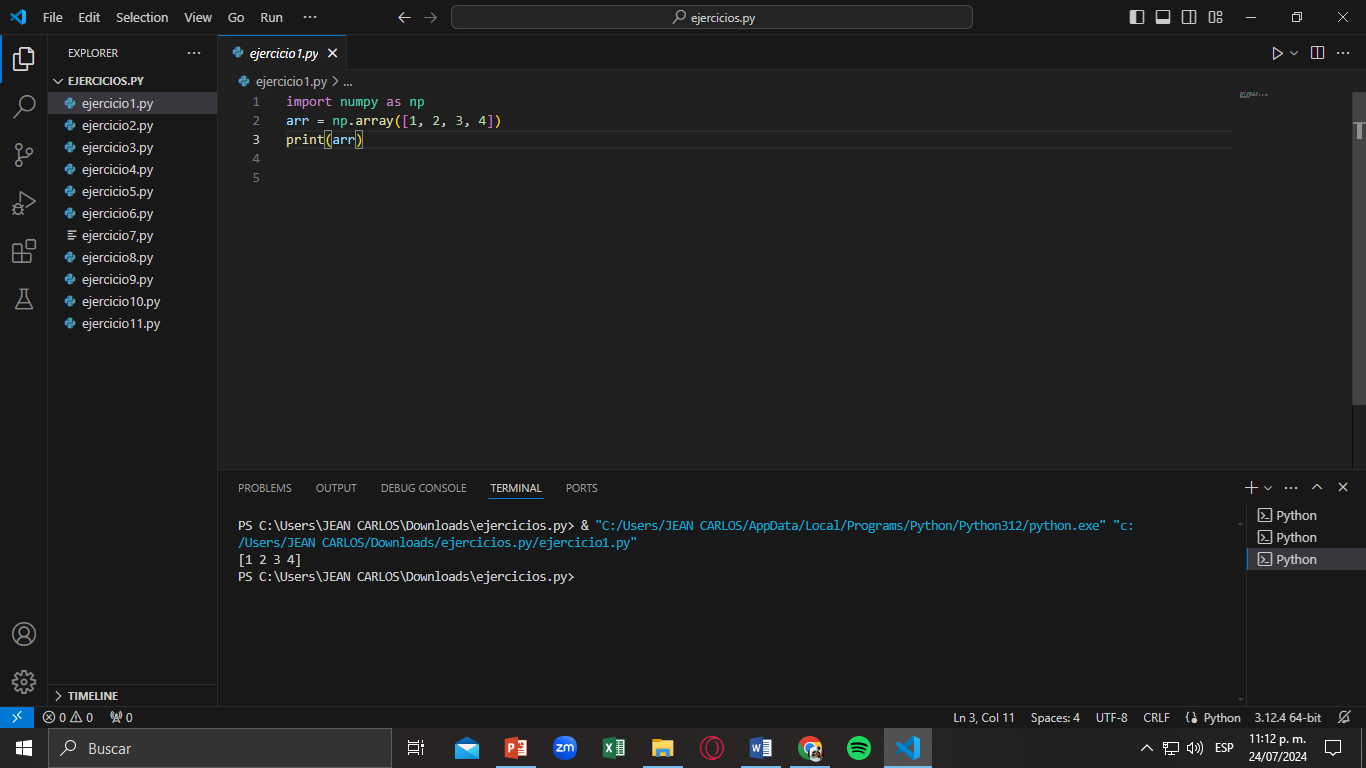 File Edit Selection View Go Run ···
ejercicios.py
EXPLORER ···
EJERCICIOS.PY
ejercicio1.py
ejercicio2.py
ejercicio3.py
ejercicio4.py
ejercicio5.py
ejercicio6.py
ejercicio7,py
ejercicio8.py
ejercicio9.py
ejercicio10.py
ejercicio11.py
TIMELINE
ejercicio1.py
ejercicio1.py > ...
1 import numpy as np
2 arr = np.array([1, 2, 3, 4])
3 print(arr)
4
5
PROBLEMS OUTPUT DEBUG CONSOLE TERMINAL PORTS
PS C:\Users\JEAN CARLOS\Downloads\ejercicios.py> & "C:/Users/JEAN CARLOS/AppData/Local/Programs/Python/Python312/python.exe" "c:
/Users/JEAN CARLOS/Downloads/ejercicios.py/ejercicio1.py"
[1 2 3 4]
PS C:\Users\JEAN CARLOS\Downloads\ejercicios.py>
Python
Python
Python
0 0 0 Ln 3, Col 11 Spaces: 4 UTF-8 CRLF Python 3.12.4 64-bit
Buscar
zm
ESP
11:12 p. m.
24/07/2024